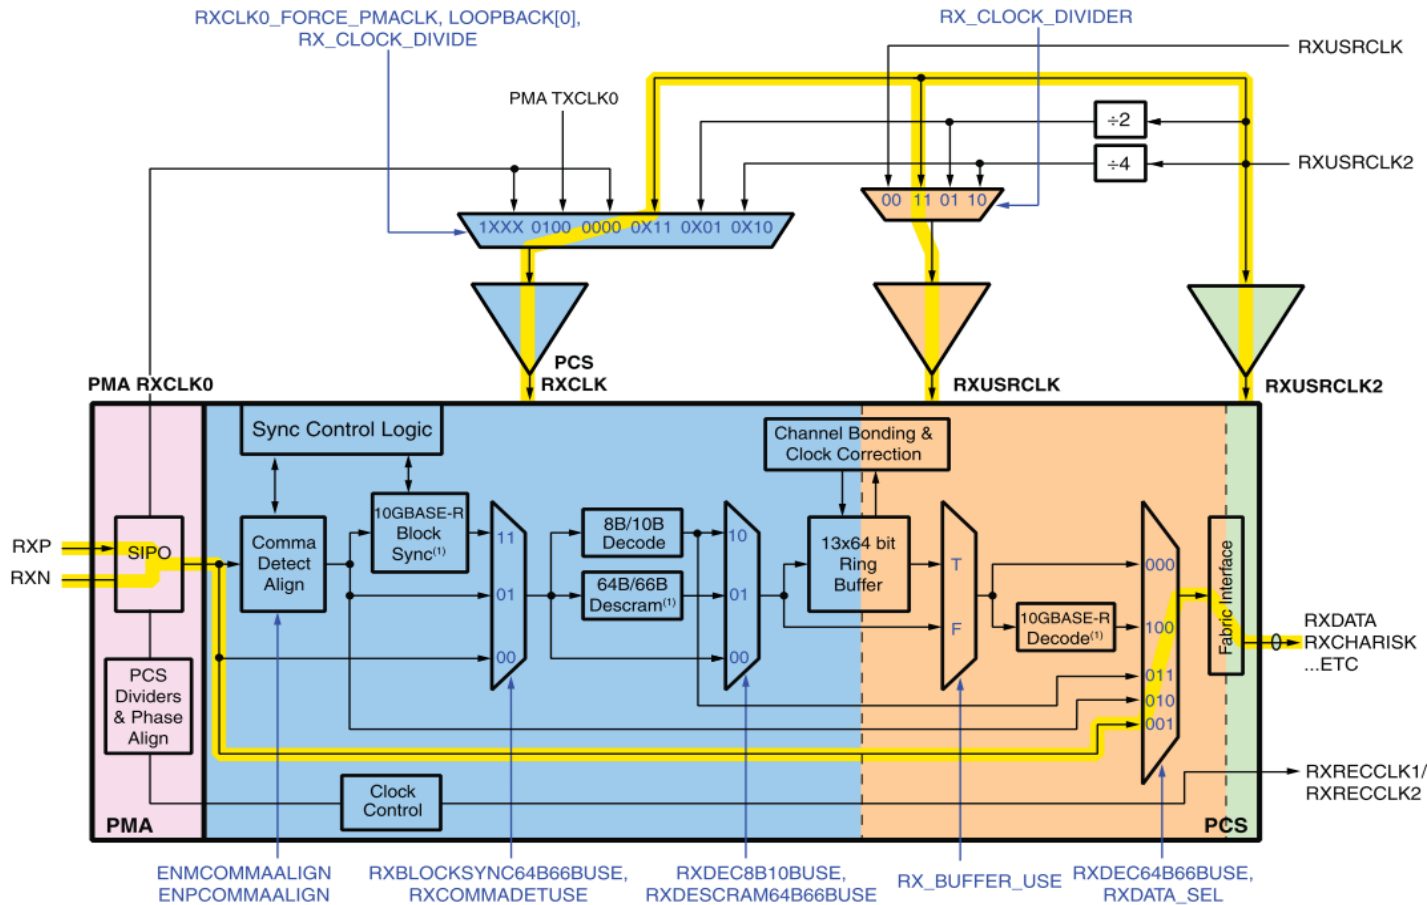 RXCLK0_FORCE_PMACLK, LOOPBACK[0],
RX_CLOCK_DIVIDE
RX_CLOCK_DIVIDER
RXUSRCLK
PMA TXCLK0
÷2
÷4
RXUSRCLK2
00 11 01 10
1XXX 0100 0000 0X11 0X01 0X10
PCS
RXCLK
RXUSRCLK
RXUSRCLK2
PMA RXCLK0
Sync Control Logic
Channel Bonding &
Clock Correction
RXP
RXN
SIPO
Comma
Detect
Align
10GBASE-R
Block
Sync(1)
11
01
00
8B/10B
Decode
64B/66B
Descram(1)
10
01
00
13x64 bit
Ring
Buffer
T
F
10GBASE-R
Decode(1)
000
100
011
010
001
Fabric Interface
RXDATA
RXCHARISK
...ETC
PCS
Dividers
& Phase
Align
Clock
Control
RXRECCLK1/
RXRECCLK2
PMA
PCS
ENMCOMMAALIGN
ENPCOMMAALIGN
RXBLOCKSYNC64B66BUSE,
RXCOMMADETUSE
RXDEC8B10BUSE,
RXDESCRAM64B66BUSE
RX_BUFFER_USE
RXDEC64B66BUSE,
RXDATA_SEL